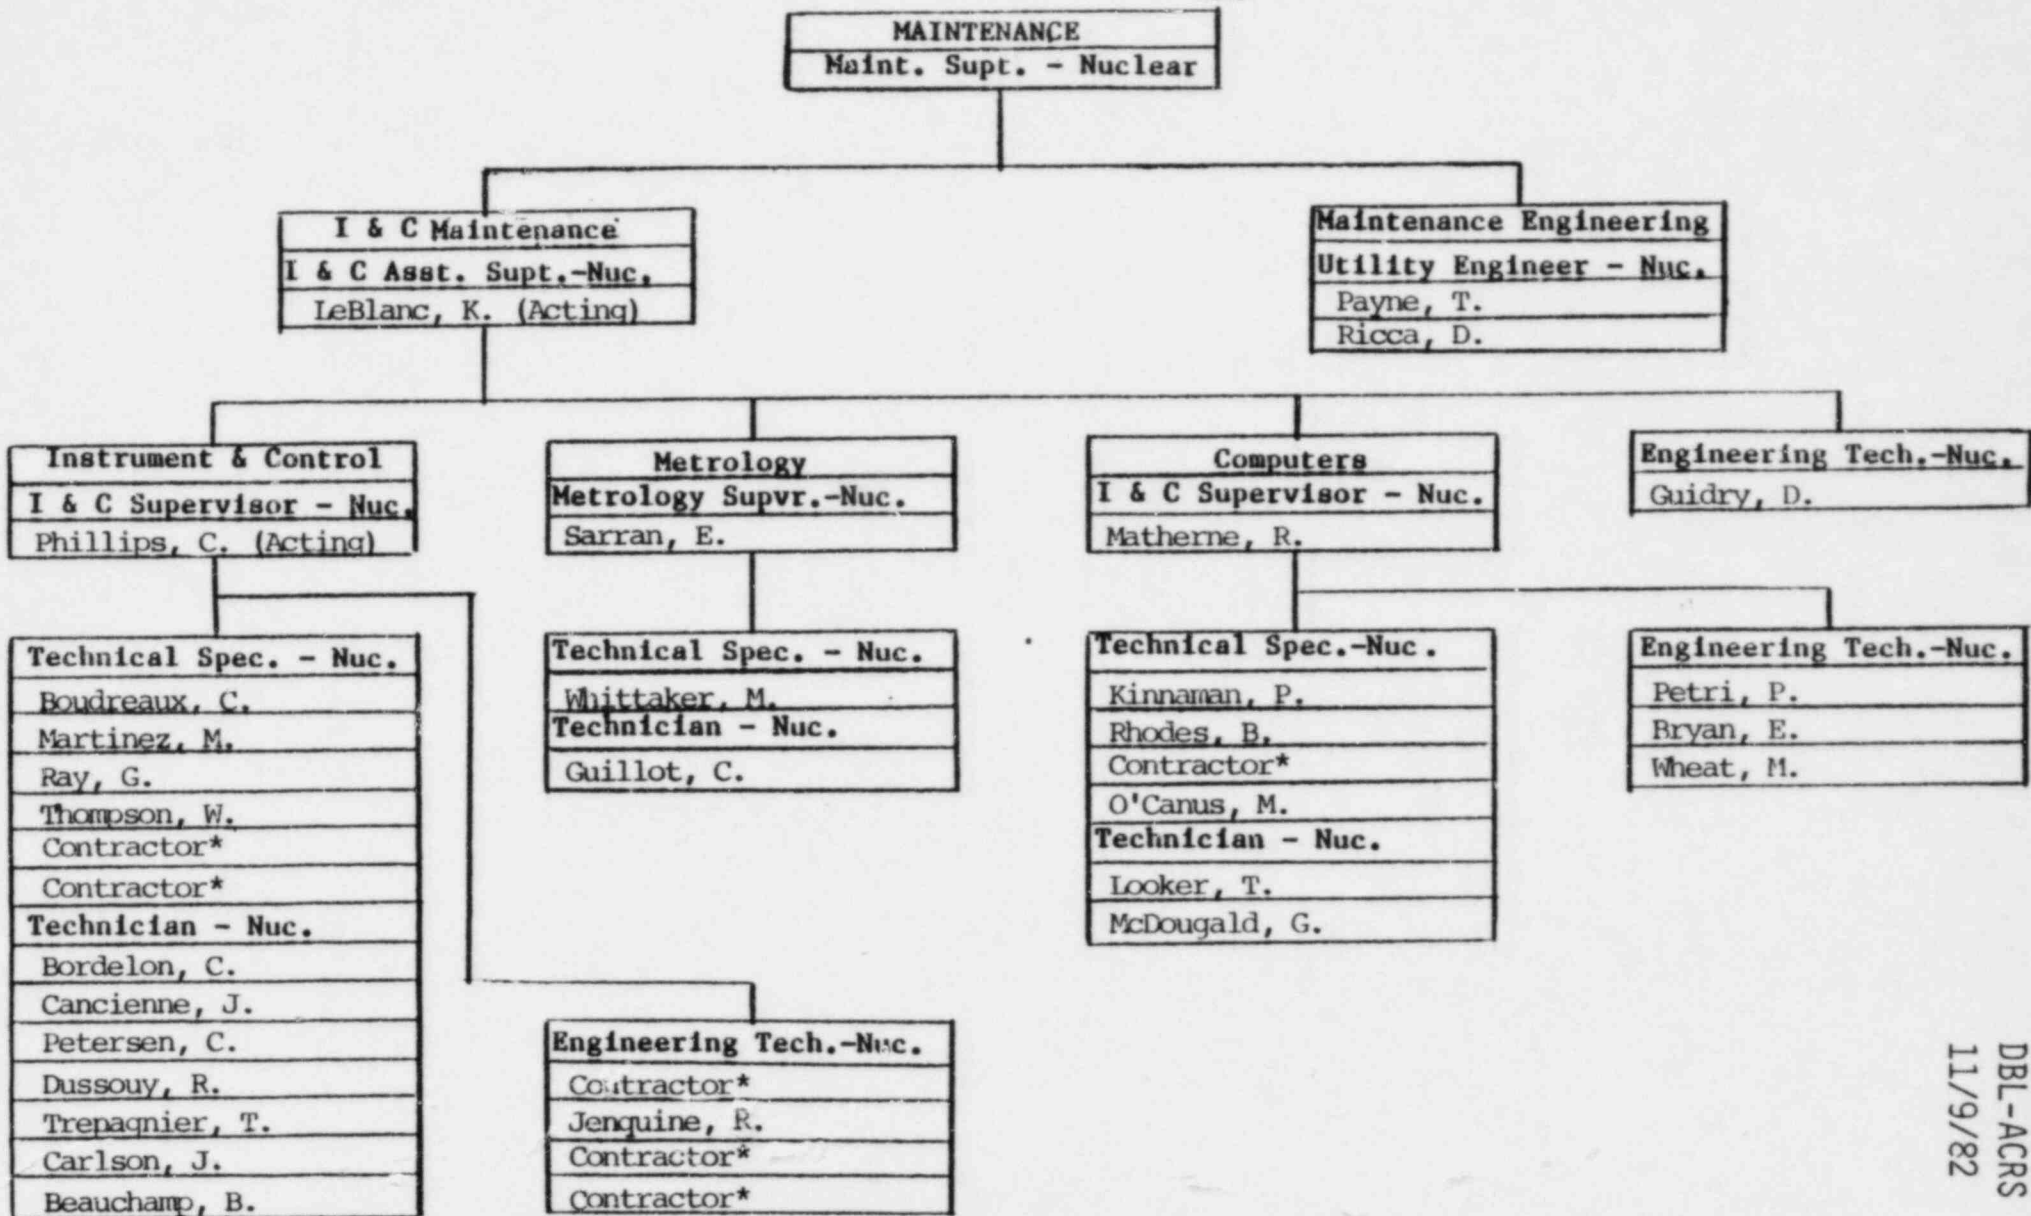 MAINTENANCE
Maint. Supt. - Nuclear
I & C Maintenance
I & C Asst. Supt.-Nuc.
LeBlanc, K. (Acting)
Maintenance Engineering
Utility Engineer - Nuc.
Payne, T.
Ricca, D.
Instrument & Control
I & C Supervisor - Nuc.
Phillips, C. (Acting)
Metrology
Metrology Supvr.-Nuc.
Sarran, E.
Computers
I & C Supervisor - Nuc.
Matherne, R.
Engineering Tech.-Nuc.
Guidry, D.
Technical Spec. - Nuc.
Boudreaux, C.
Martinez, M.
Ray, G.
Thompson, W.
Contractor*
Contractor*
Technician - Nuc.
Bordelon, C.
Cancienne, J.
Petersen, C.
Dussouy, R.
Trepagnier, T.
Carlson, J.
Beauchamp, B.
Engineering Tech.-Nuc.
Contractor*
Jenquine, R.
Contractor*
Contractor*
Technical Spec. - Nuc.
Whittaker, M.
Technician - Nuc.
Guillot, C.
Technical Spec.-Nuc.
Kinnaman, P.
Rhodes, B.
Contractor*
O'Canus, M.
Technician - Nuc.
Looker, T.
McDougald, G.
Engineering Tech.-Nuc.
Petri, P.
Bryan, E.
Wheat, M.
DBL-ACRS
11/9/82